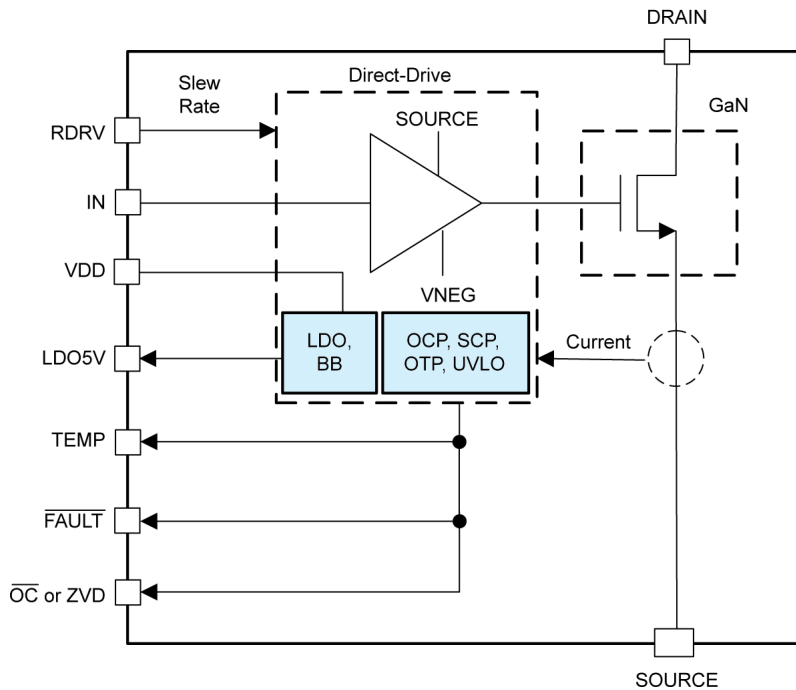 DRAIN
Slew
Rate
Direct-Drive
GaN
RDRV
SOURCE
IN
VDD
VNEG
LDO,
BB
OCP, SCP,
OTP, UVLO
LDO5V
Current
TEMP
FAULT
OC or ZVD
SOURCE